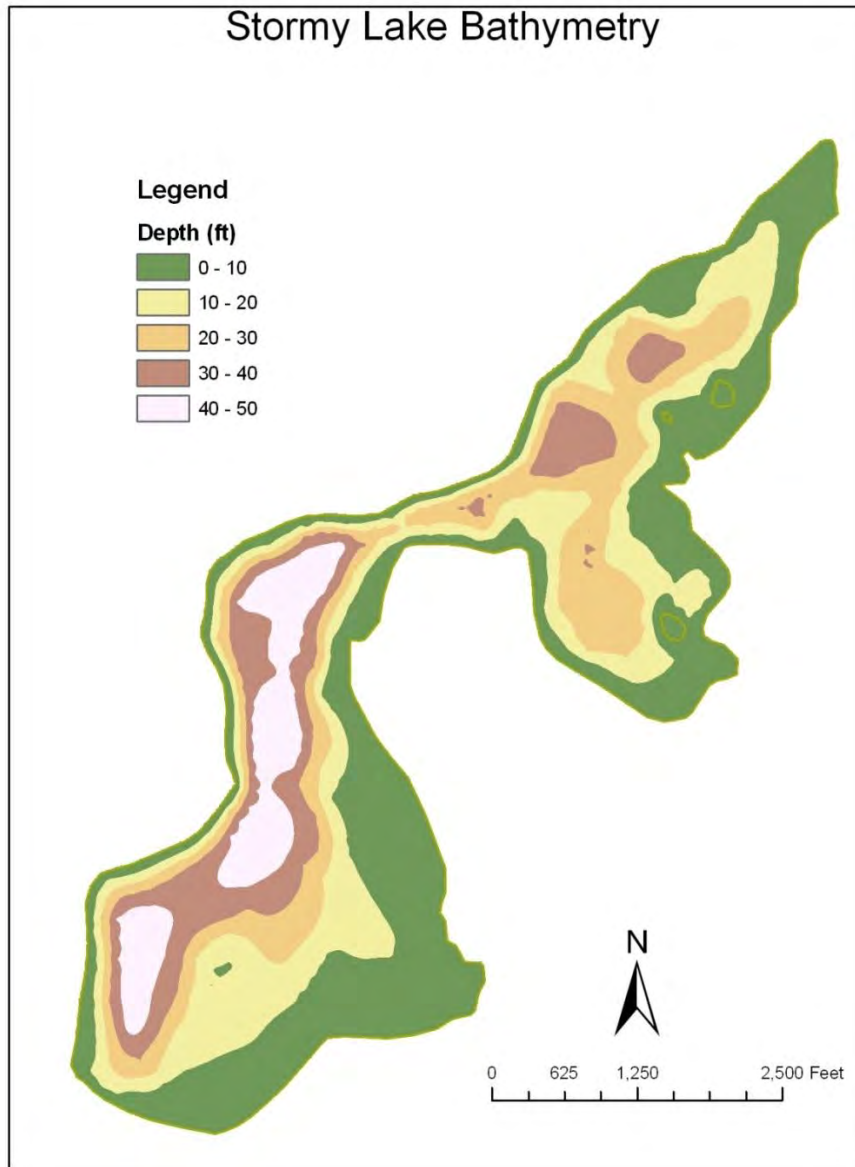 Stormy Lake Bathymetry
Legend
Depth (ft)
0 - 10
10 - 20
20 - 30
30 - 40
40 - 50
N
0 625 1,250 2,500 Feet